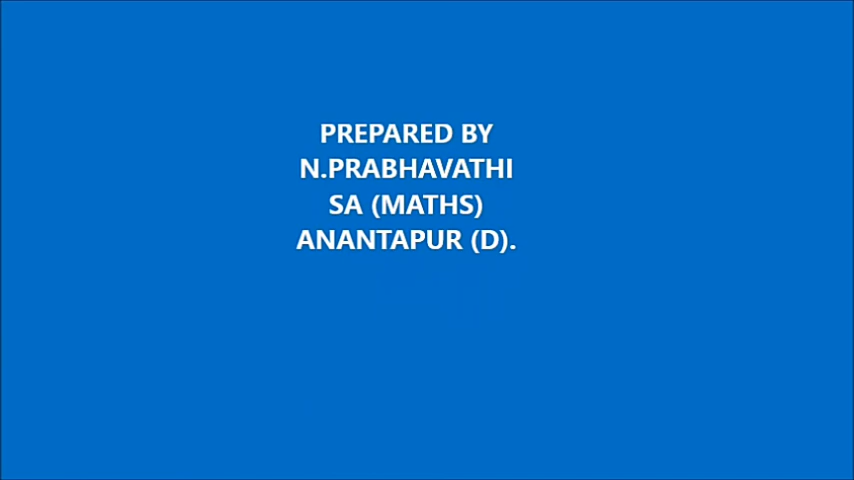 PREPARED BY
N.PRABHAVATHI
SA (MATHS)
ANANTAPUR (D).